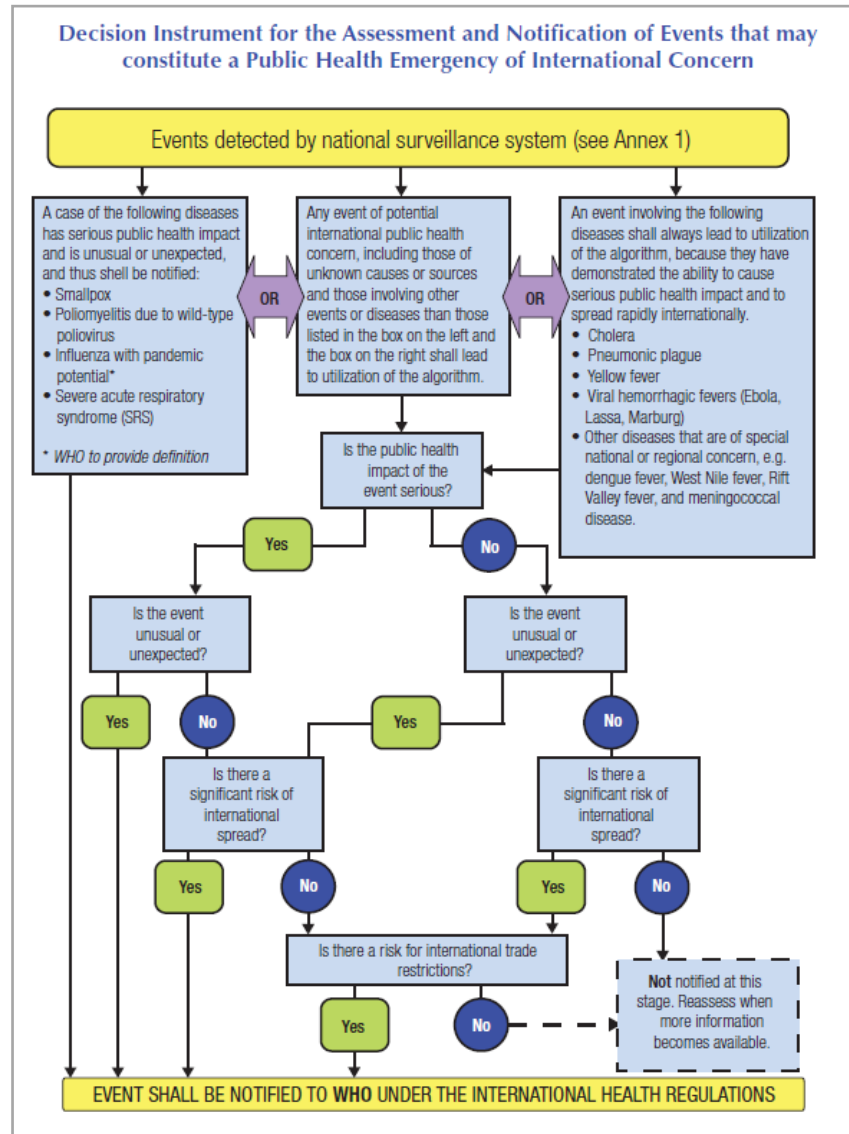 Decision Instrument for the Assessment and Notification of Events that may
constitute a Public Health Emergency of International Concern
Events detected by national surveillance system (see Annex 1)
A case of the following diseases
has serious public health impact
and is unusual or unexpected,
and thus shell be notified:
• Smallpox
• Poliomyelitis due to wild-type
poliovirus
• Influenza with pandemic
potential*
• Severe acute respiratory
syndrome (SRS)
* WHO to provide definition
OR
Any event of potential
international public health
concern, including those of
unknown causes or sources
and those involving other
events or diseases than those
listed in the box on the left and
the box on the right shall lead
to utilization of the algorithm.
OR
An event involving the following
diseases shall always lead to utilization
of the algorithm, because they have
demonstrated the ability to cause
serious public health impact and to
spread rapidly internationally.
• Cholera
• Pneumonic plague
• Yellow fever
• Viral hemorrhagic fevers (Ebola,
Lassa, Marburg)
• Other diseases that are of special
national or regional concern, e.g.
dengue fever, West Nile fever, Rift
Valley fever, and meningococcal
disease.
Is the public health
impact of the
event serious?
Yes
No
Is the event
unusual or
unexpected?
Is the event
unusual or
unexpected?
Yes
No
Yes
No
Is there a
significant risk of
international
spread?
Is there a
significant risk of
international
spread?
Yes
No
Yes
No
Is there a risk for international trade
restrictions?
Yes
No
Not notified at this
stage. Reassess when
more information
becomes available.
EVENT SHALL BE NOTIFIED TO WHO UNDER THE INTERNATIONAL HEALTH REGULATIONS